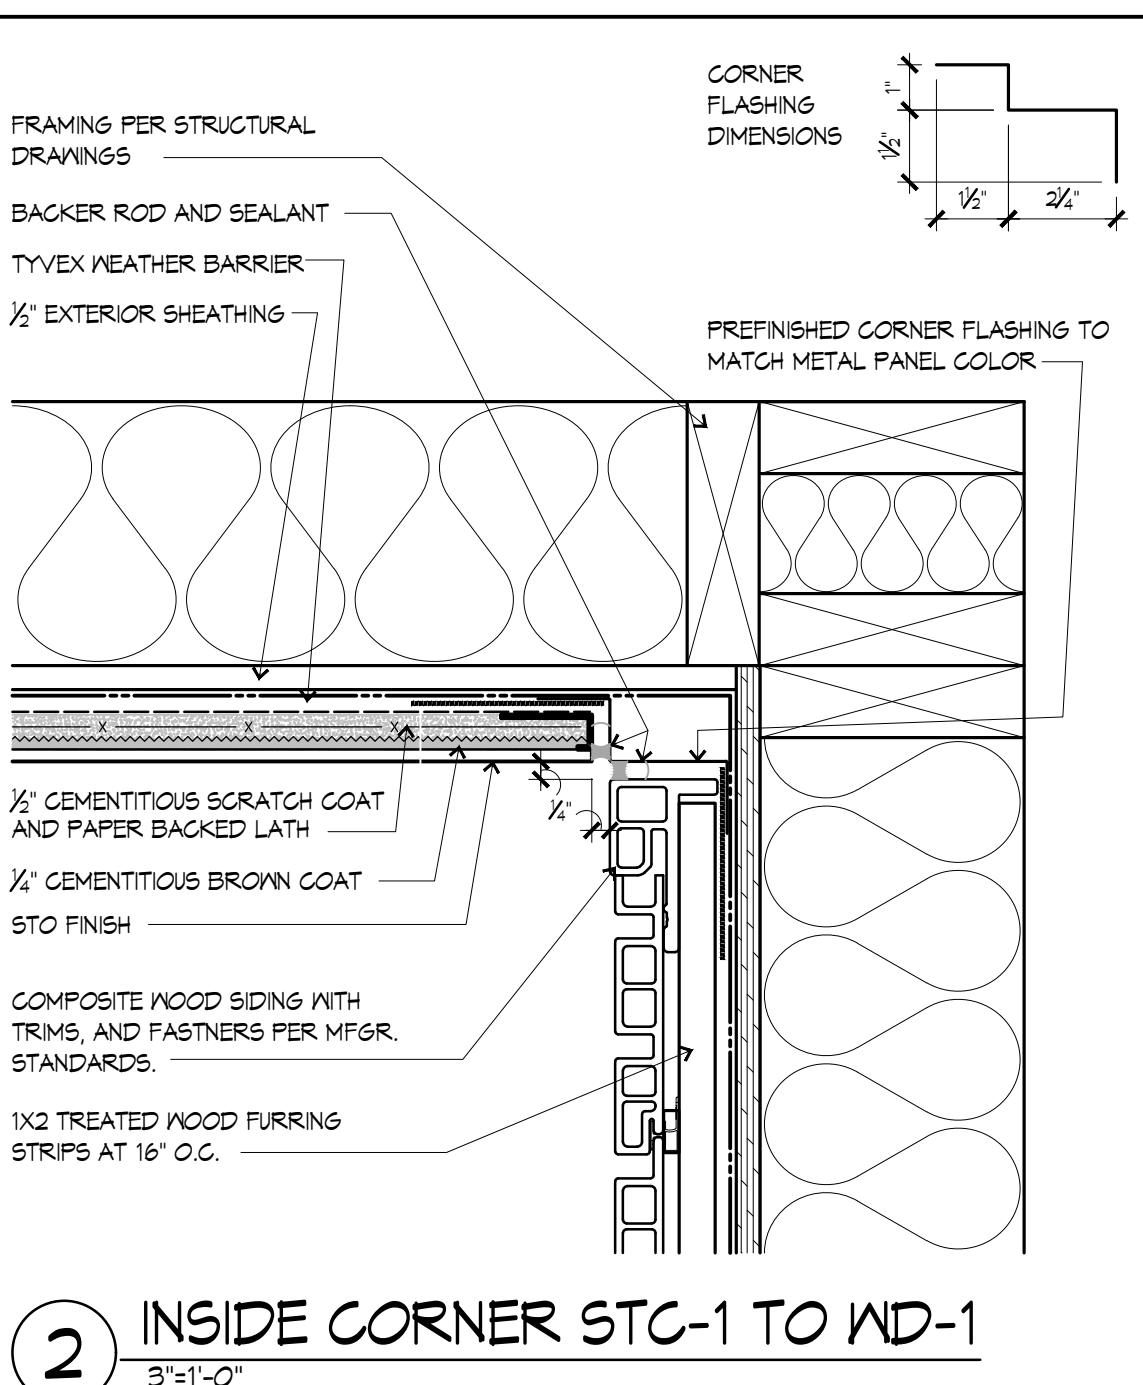 CORNER
FLASHING
DIMENSIONS
1"
1½"
1½"
2¼"
FRAMING PER STRUCTURAL
DRAWINGS
BACKER ROD AND SEALANT
TYVEX WEATHER BARRIER
½" EXTERIOR SHEATHING
PREFINISHED CORNER FLASHING TO
MATCH METAL PANEL COLOR
X X X
¼"
½" CEMENTITIOUS SCRATCH COAT
AND PAPER BACKED LATH
¼" CEMENTITIOUS BROWN COAT
STO FINISH
COMPOSITE WOOD SIDING WITH
TRIMS, AND FASTNERS PER MFGR.
STANDARDS.
1X2 TREATED WOOD FURRING
STRIPS AT 16" O.C.
2 INSIDE CORNER STC-1 TO WD-1
3"=1'-0"